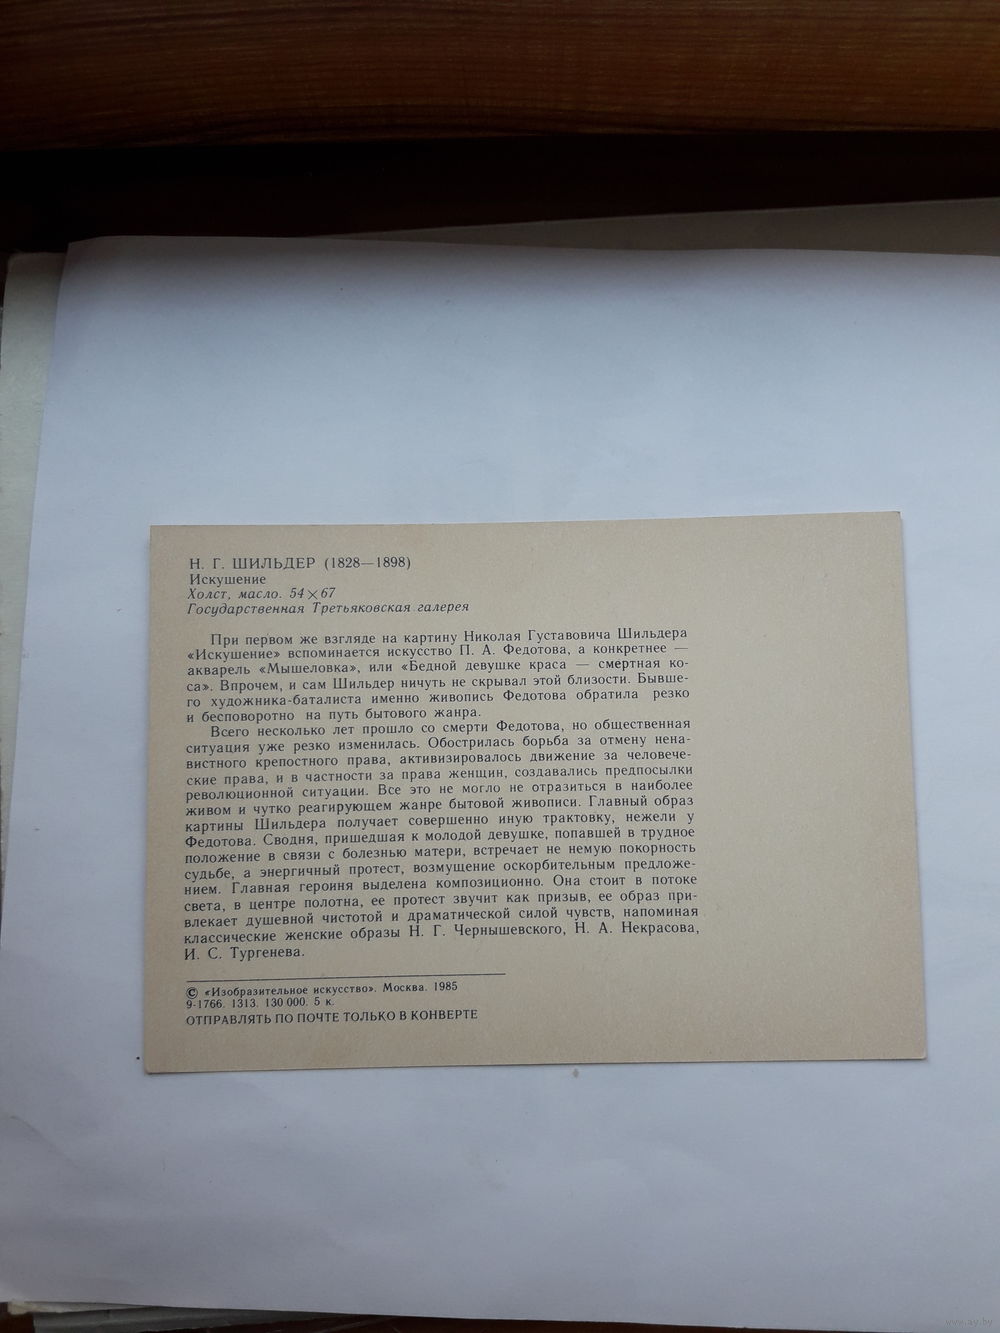 Н. Г. ШИЛЬДЕР (1828—1898)
Искушение
Холст, масло. 54×67
Государственная Третьяковская галерея
При первом же взгляде на картину Николая Густавовича Шильдера
«Искушение» вспоминается искусство П. А. Федотова, а конкретнее —
акварель «Мышеловка», или «Бедной девушке краса — смертная ко-
са». Впрочем, и сам Шильдер ничуть не скрывал этой близости. Бывше-
го художника-баталиста именно живопись Федотова обратила резко
и бесповоротно на путь бытового жанра.
Всего несколько лет прошло со смерти Федотова, но общественная
ситуация уже резко изменилась. Обострилась борьба за отмену нена-
вистного крепостного права, активизировалось движение за человече-
ские права, и в частности за права женщин, создавались предпосылки
революционной ситуации. Все это не могло не отразиться в наиболее
живом и чутко реагирующем жанре бытовой живописи. Главный образ
картины Шильдера получает совершенно иную трактовку, нежели у
Федотова. Сводня, пришедшая к молодой девушке, попавшей в трудное
положение в связи с болезнью матери, встречает не немую покорность
судьбе, а энергичный протест, возмущение оскорбительным предложе-
нием. Главная героиня выделена композиционно. Она стоит в потоке
света, в центре полотна, ее протест звучит как призыв, ее образ при-
влекает душевной чистотой и драматической силой чувств, напоминая
классические женские образы Н. Г. Чернышевского, Н. А. Некрасова,
И. С. Тургенева.
© «Изобразительное искусство». Москва. 1985
9-1766. 1313. 130 000. 5 к.
ОТПРАВЛЯТЬ ПО ПОЧТЕ ТОЛЬКО В КОНВЕРТЕ
www.ay.by